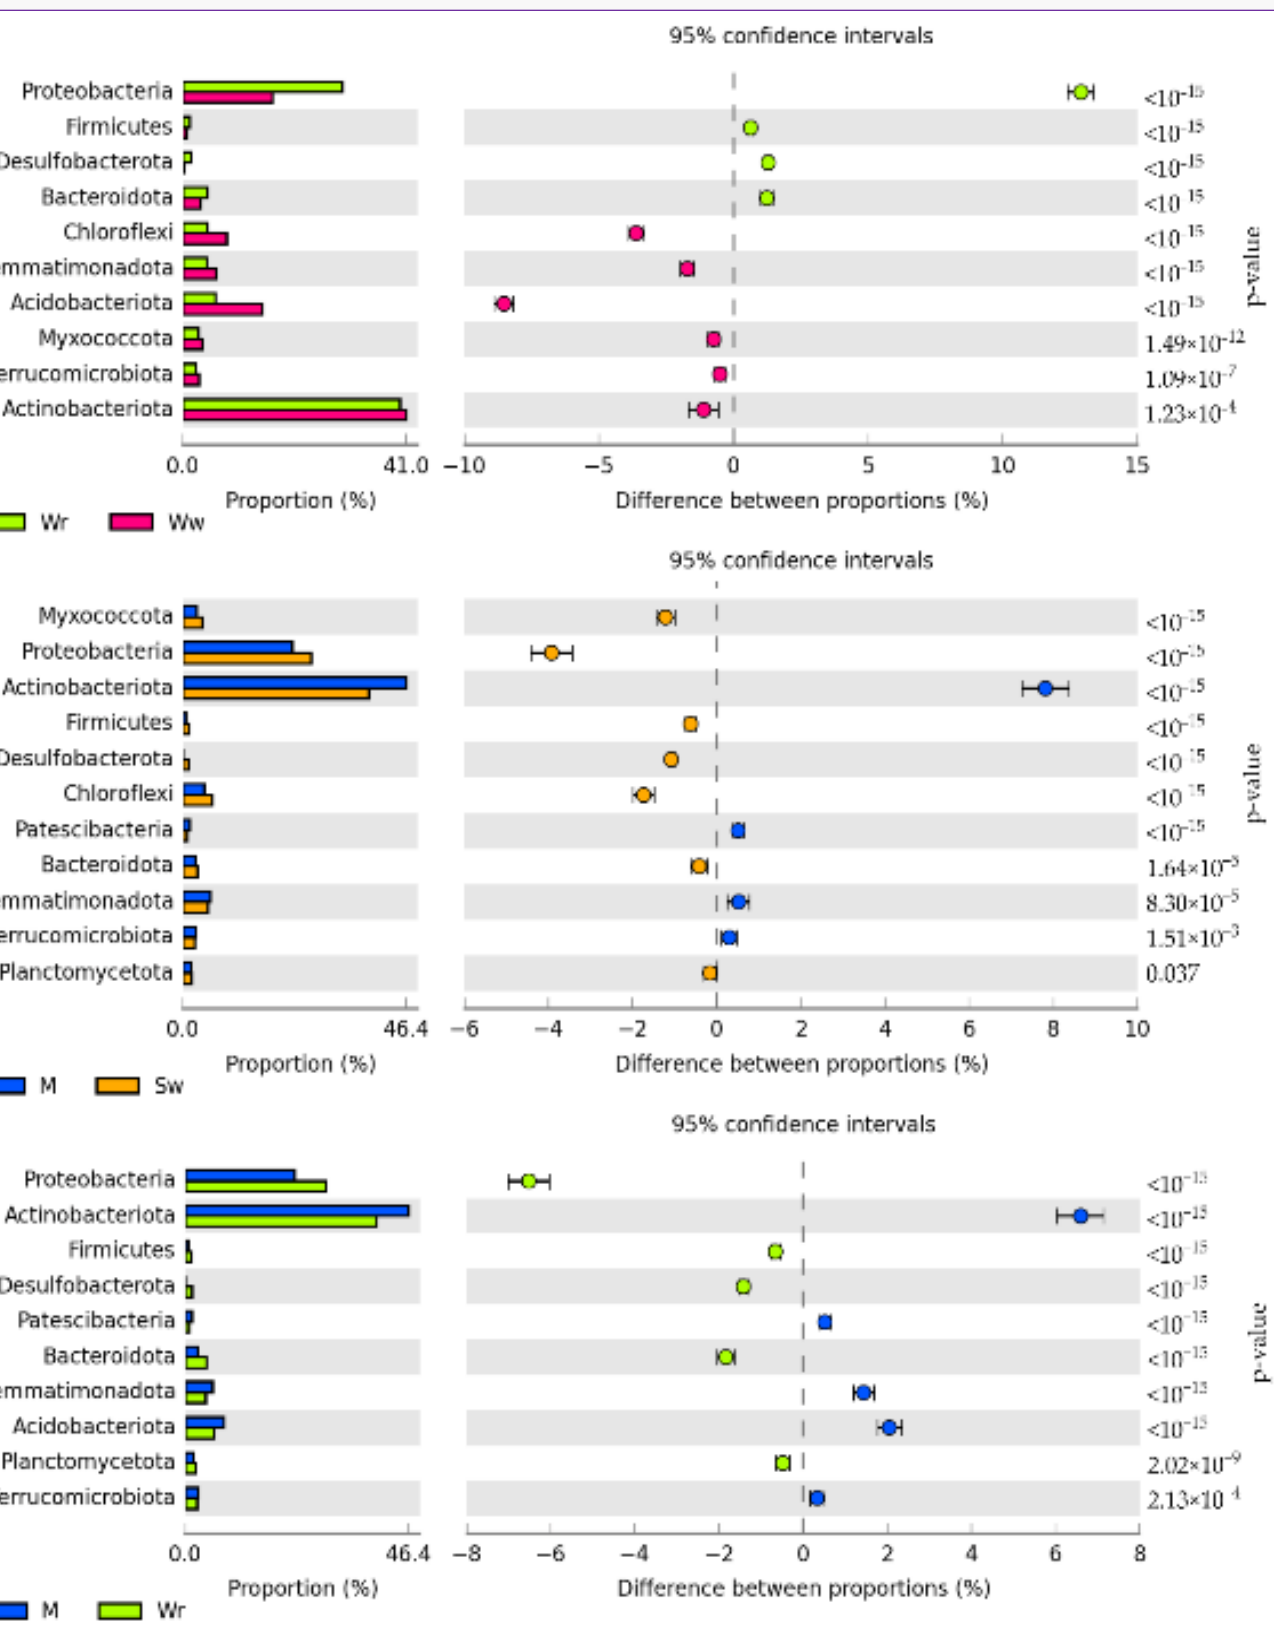 95% confidence intervals
Proteobacteria <10⁻¹⁵
Firmicutes <10⁻¹⁵
Desulfobacterota <10⁻¹⁵
Bacteroidota <10⁻¹⁵
Chloroflexi <10⁻¹⁵
emmatimonadota <10⁻¹⁵
Acidobacteriota <10⁻¹⁵
Myxococcota 1.49×10⁻¹²
errucomicrobiota 1.09×10⁻⁷
Actinobacteriota 1.23×10⁻⁴
p-value
0.0 41.0 −10 −5 0 5 10 15
Proportion (%) Difference between proportions (%)
Wr Ww
95% confidence intervals
Myxococcota <10⁻¹⁵
Proteobacteria <10⁻¹⁵
Actinobacteriota <10⁻¹⁵
Firmicutes <10⁻¹⁵
Desulfobacterota <10⁻¹⁵
Chloroflexi <10⁻¹⁵
Patescibacteria <10⁻¹⁵
Bacteroidota
emmatimonadota 8.30×10⁻⁵
errucomicrobiota 1.51×10⁻³
Planctomycetota 0.037
p-value
0.0 46.4 −6 −4 −2 0 2 4 6 8 10
Proportion (%) Difference between proportions (%)
M Sw
95% confidence intervals
Proteobacteria <10⁻¹⁵
Actinobacteriota <10⁻¹⁵
Firmicutes <10⁻¹⁵
Desulfobacterota <10⁻¹⁵
Patescibacteria <10⁻¹⁵
Bacteroidota <10⁻¹⁵
emmatimonadota <10⁻¹⁵
Acidobacteriota <10⁻¹⁵
Planctomycetota 2.02×10⁻⁹
errucomicrobiota 2.13×10⁻⁴
p-value
0.0 46.4 −8 −6 −4 −2 0 2 4 6 8
Proportion (%) Difference between proportions (%)
M Wr